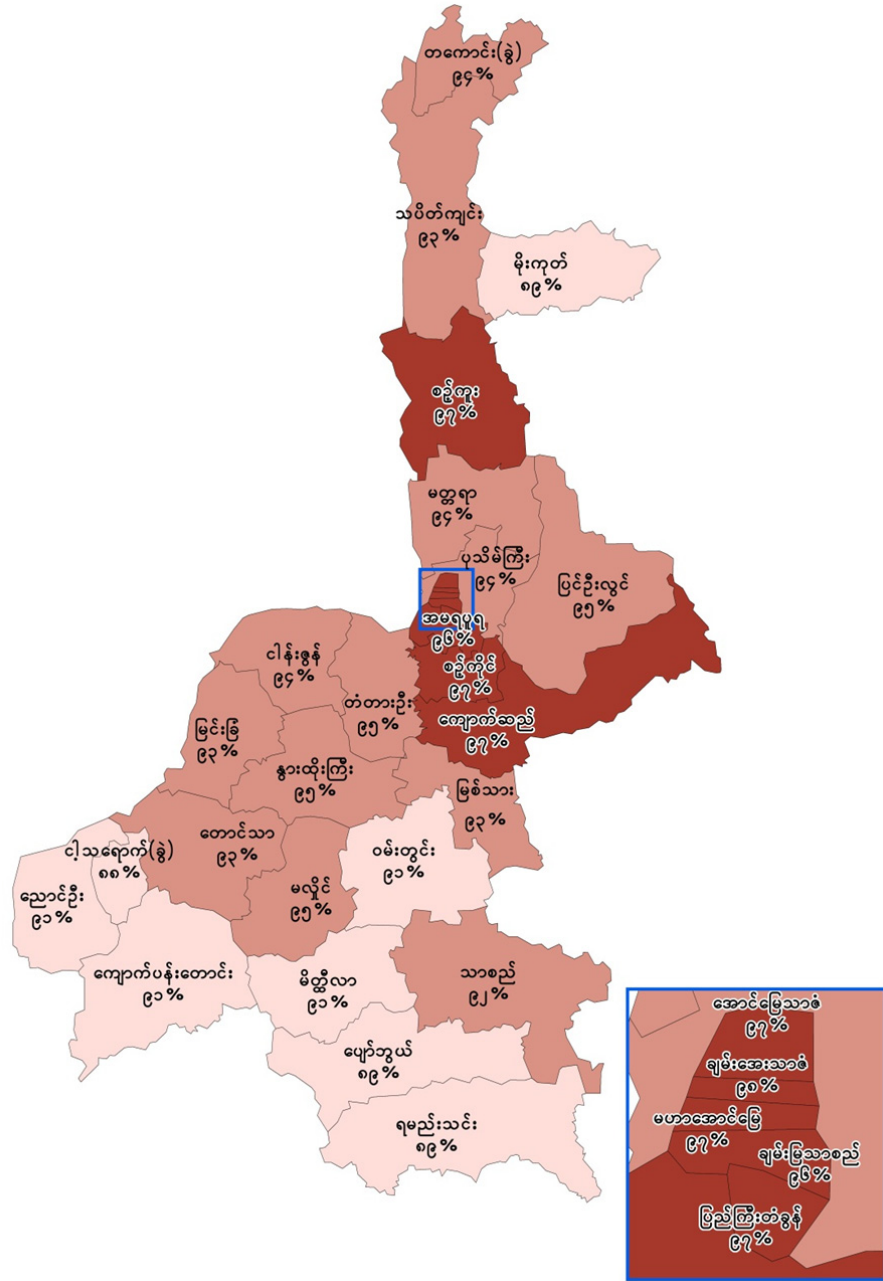 တကောင်း(ခွဲ)
၉၄%
သပိတ်ကျင်း
၉၃%
မိုးကုတ်
၈၉%
စဉ့်ကူး
၉၇%
မတ္တရာ
၉၄%
ပုသိမ်ကြီး
၉၄%
ပြင်ဦးလွင်
၉၅%
အမရပူရ
၉၆%
စဉ့်ကိုင်
၉၇%
ကျောက်ဆည်
၉၇%
ငါန်းဇွန်
၉၄%
တံတားဦး
၉၅%
မြင်းခြံ
၉၃%
နွားထိုးကြီး
၉၅%
မြစ်သား
၉၃%
တောင်သာ
၉၃%
ဝမ်းတွင်း
၉၁%
ငါ့သရောက်(ခွဲ)
၈၈%
ညောင်ဦး
၉၁%
မလှိုင်
၉၅%
ကျောက်ပန်းတောင်း
၉၁%
မိတ္ထီလာ
၉၁%
သာစည်
၉၂%
ပျော်ဘွယ်
၈၉%
ရမည်းသင်း
၈၉%
အောင်မြေသာစံ
၉၇%
ချမ်းအေးသာစံ
၉၈%
မဟာအောင်မြေ
၉၇%
ချမ်းမြသာစည်
၉၆%
ပြည်ကြီးတံခွန်
၉၇%